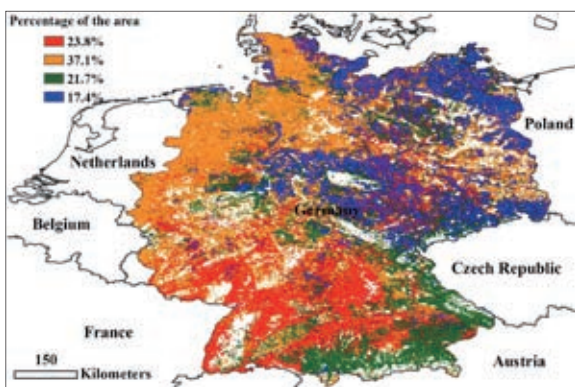 Percentage of the area
23.8%
37.1%
21.7%
17.4%
Poland
Netherlands
Germany
Belgium
Czech Republic
France
150
Kilometers
Austria